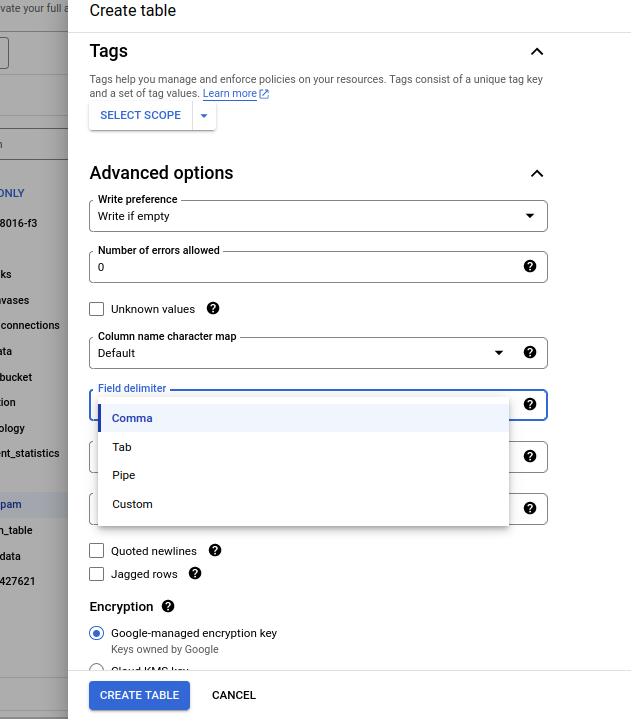 vate your full a
Create table
Tags
Tags help you manage and enforce policies on your resources. Tags consist of a unique tag key
and a set of tag values. Learn more
SELECT SCOPE
ONLY
8016-f3
ks
vases
connections
ata
bucket
ion
ology
ent_statistics
pam
n_table
data
427621
Advanced options
Write preference
Write if empty
Number of errors allowed
0
Unknown values
Column name character map
Default
Field delimiter
Comma
Tab
Pipe
Custom
Quoted newlines
Jagged rows
Encryption
Google-managed encryption key
Keys owned by Google
CREATE TABLE
CANCEL